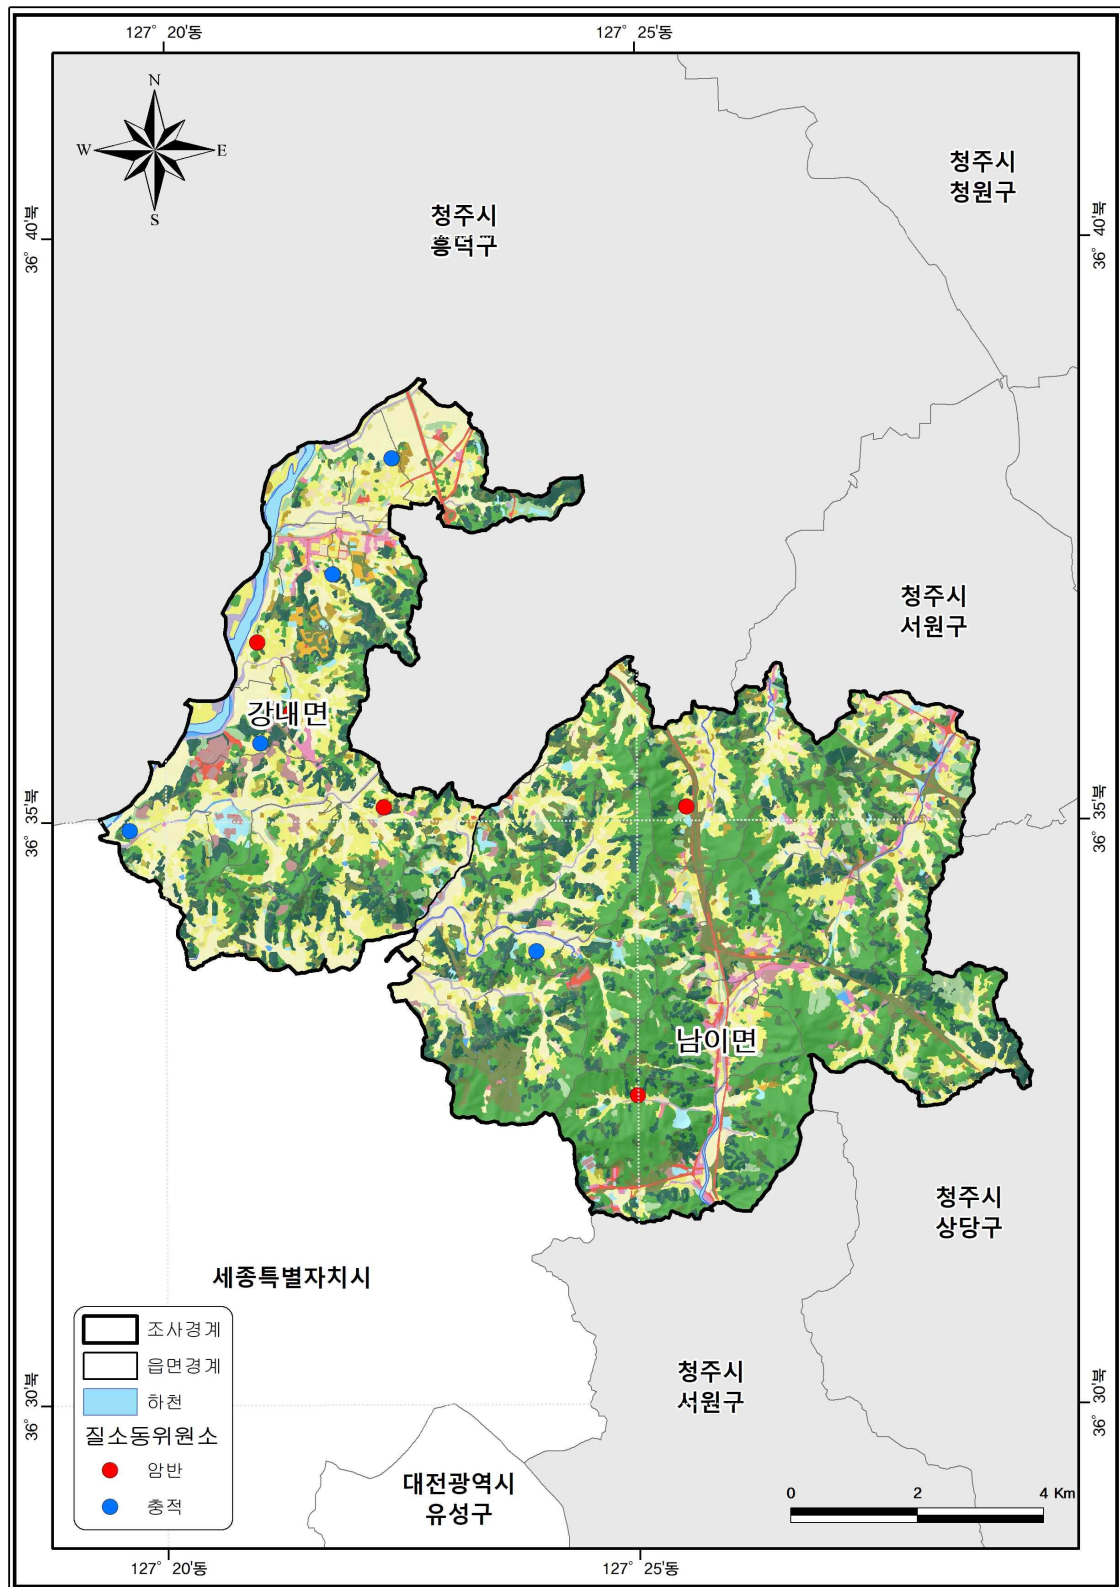 127° 20'동
127° 25'동
N
W
E
S
청주시
청원구
청주시
흥덕구
36° 40'북
36° 40'북
청주시
서원구
강내면
36° 35'북
36° 35'북
남이면
청주시
상당구
세종특별자치시
조사경계
읍면경계
하천
질소동위원소
암반
충적
청주시
서원구
36° 30'북
36° 30'북
대전광역시
유성구
0
2
4 Km
127° 20'동
127° 25'동